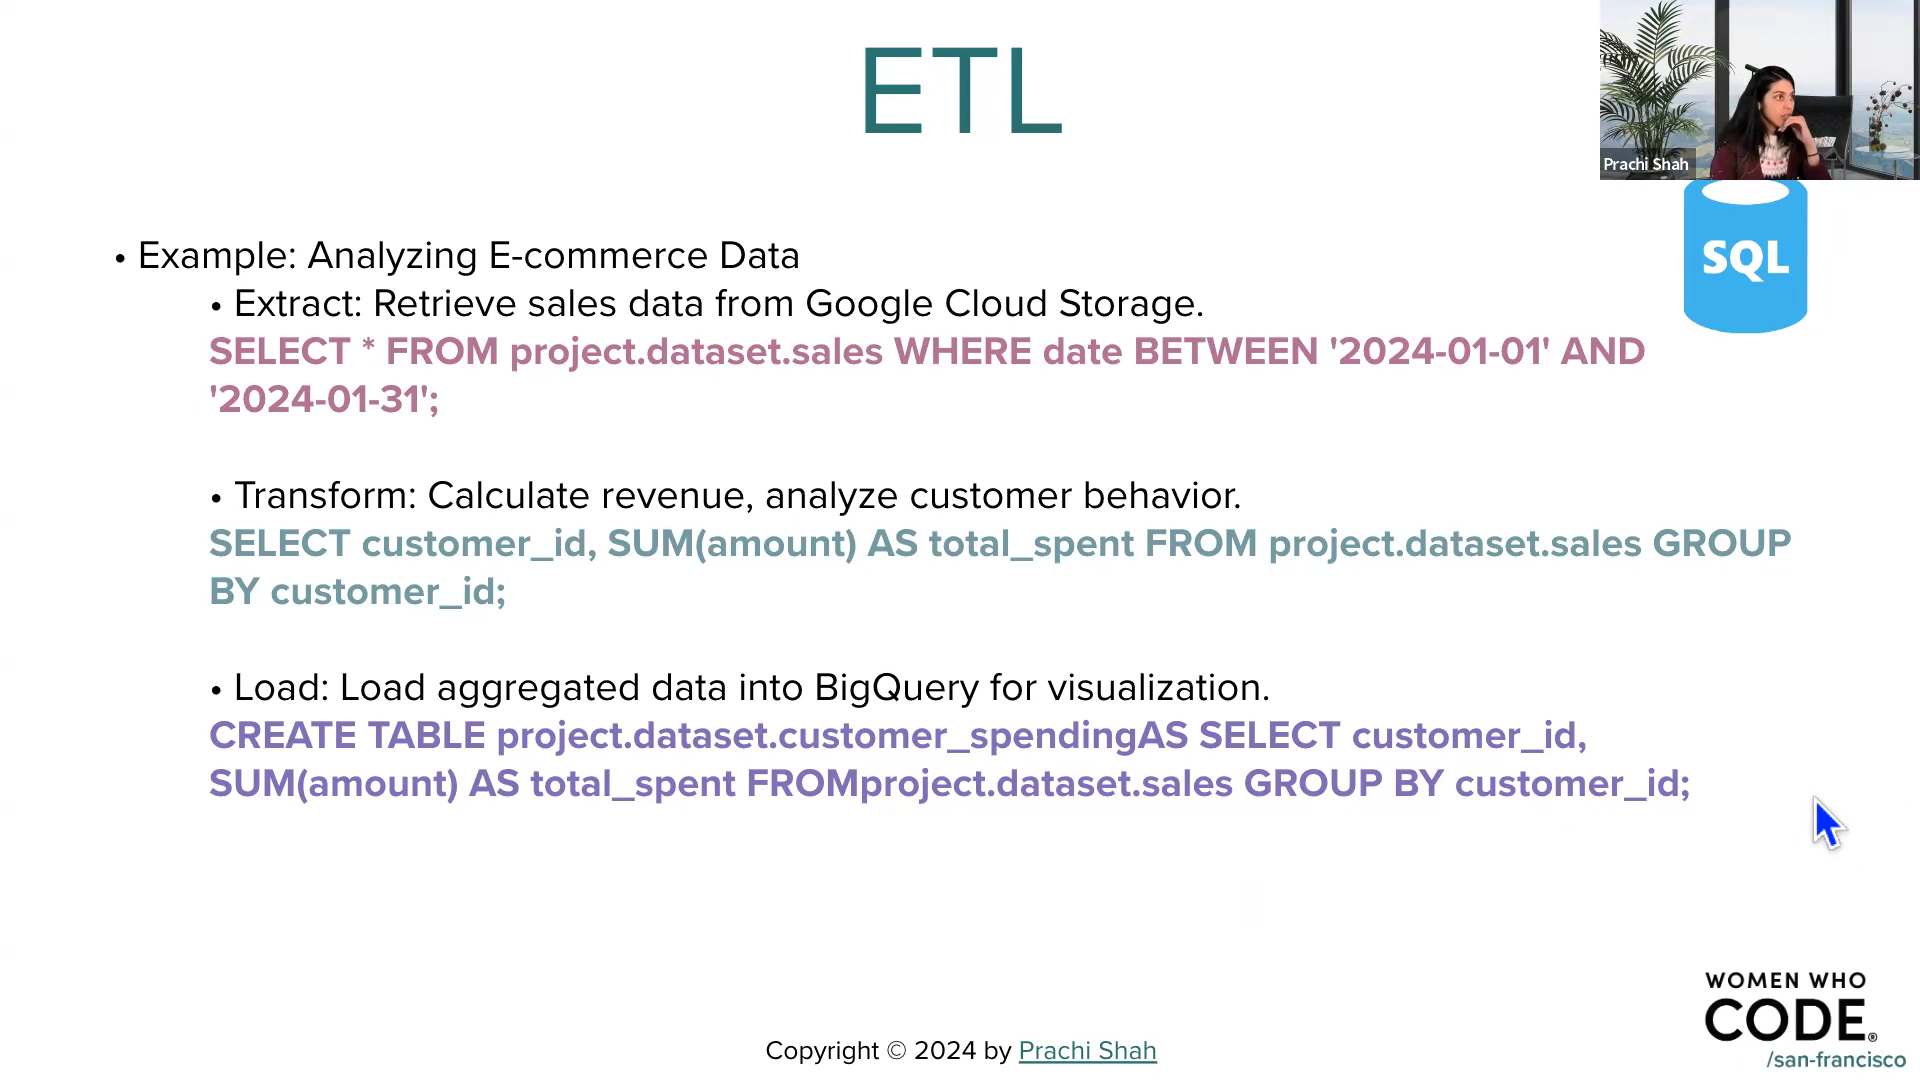 ETL
Prachi Shah
SQL
• Example: Analyzing E-commerce Data
• Extract: Retrieve sales data from Google Cloud Storage.
SELECT * FROM project.dataset.sales WHERE date BETWEEN '2024-01-01' AND
'2024-01-31';
• Transform: Calculate revenue, analyze customer behavior.
SELECT customer_id, SUM(amount) AS total_spent FROM project.dataset.sales GROUP
BY customer_id;
• Load: Load aggregated data into BigQuery for visualization.
CREATE TABLE project.dataset.customer_spendingAS SELECT customer_id,
SUM(amount) AS total_spent FROMproject.dataset.sales GROUP BY customer_id;
WOMEN WHO
CODE®
/san-francisco
Copyright © 2024 by Prachi Shah